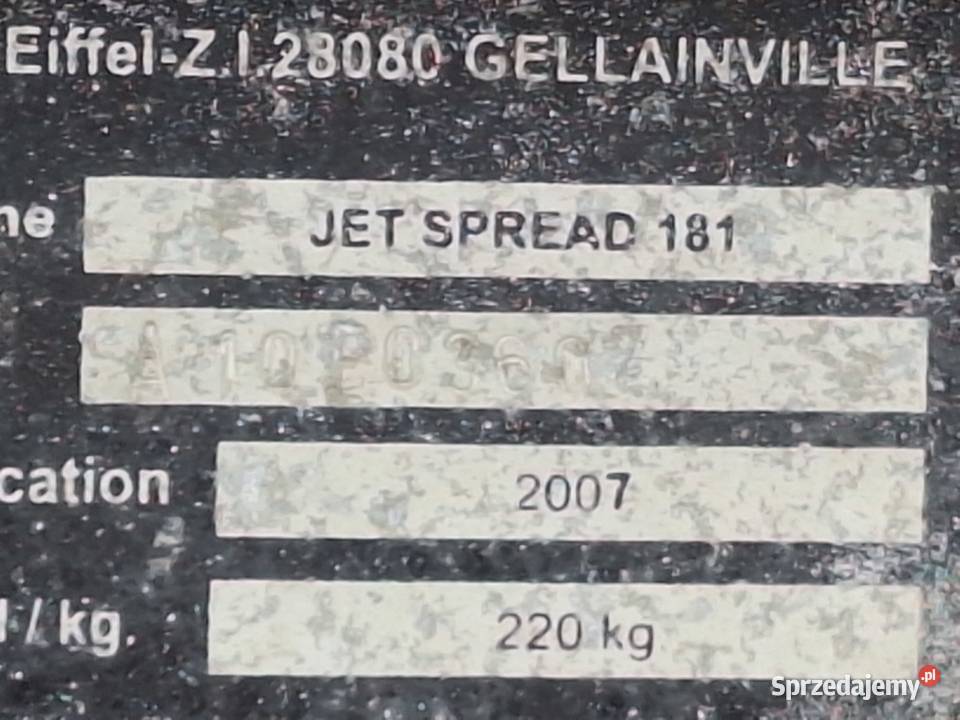 Eiffel-Z.I.28080 GELLAINVILLE
ne JET SPREAD 181
cation 2007
l / kg. 220 kg
Sprzedajemy.pl